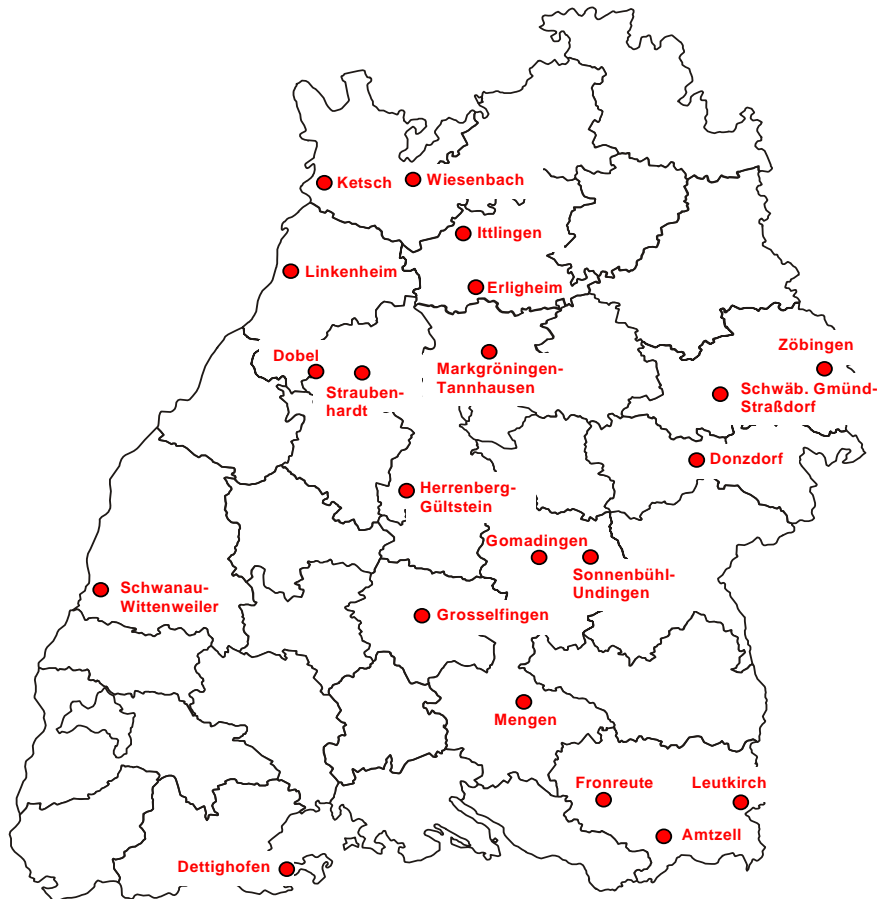 Ketsch
Wiesenbach
Ittlingen
Linkenheim
Erligheim
Zöbingen
Dobel
Markgröningen-
Tannhausen
Strauben-
hardt
Schwäb. Gmünd-
Straßdorf
Donzdorf
Herrenberg-
Gültstein
Gomadingen
Sonnenbühl-
Undingen
Schwanau-
Wittenweiler
Grosselfingen
Mengen
Fronreute
Leutkirch
Amtzell
Dettighofen